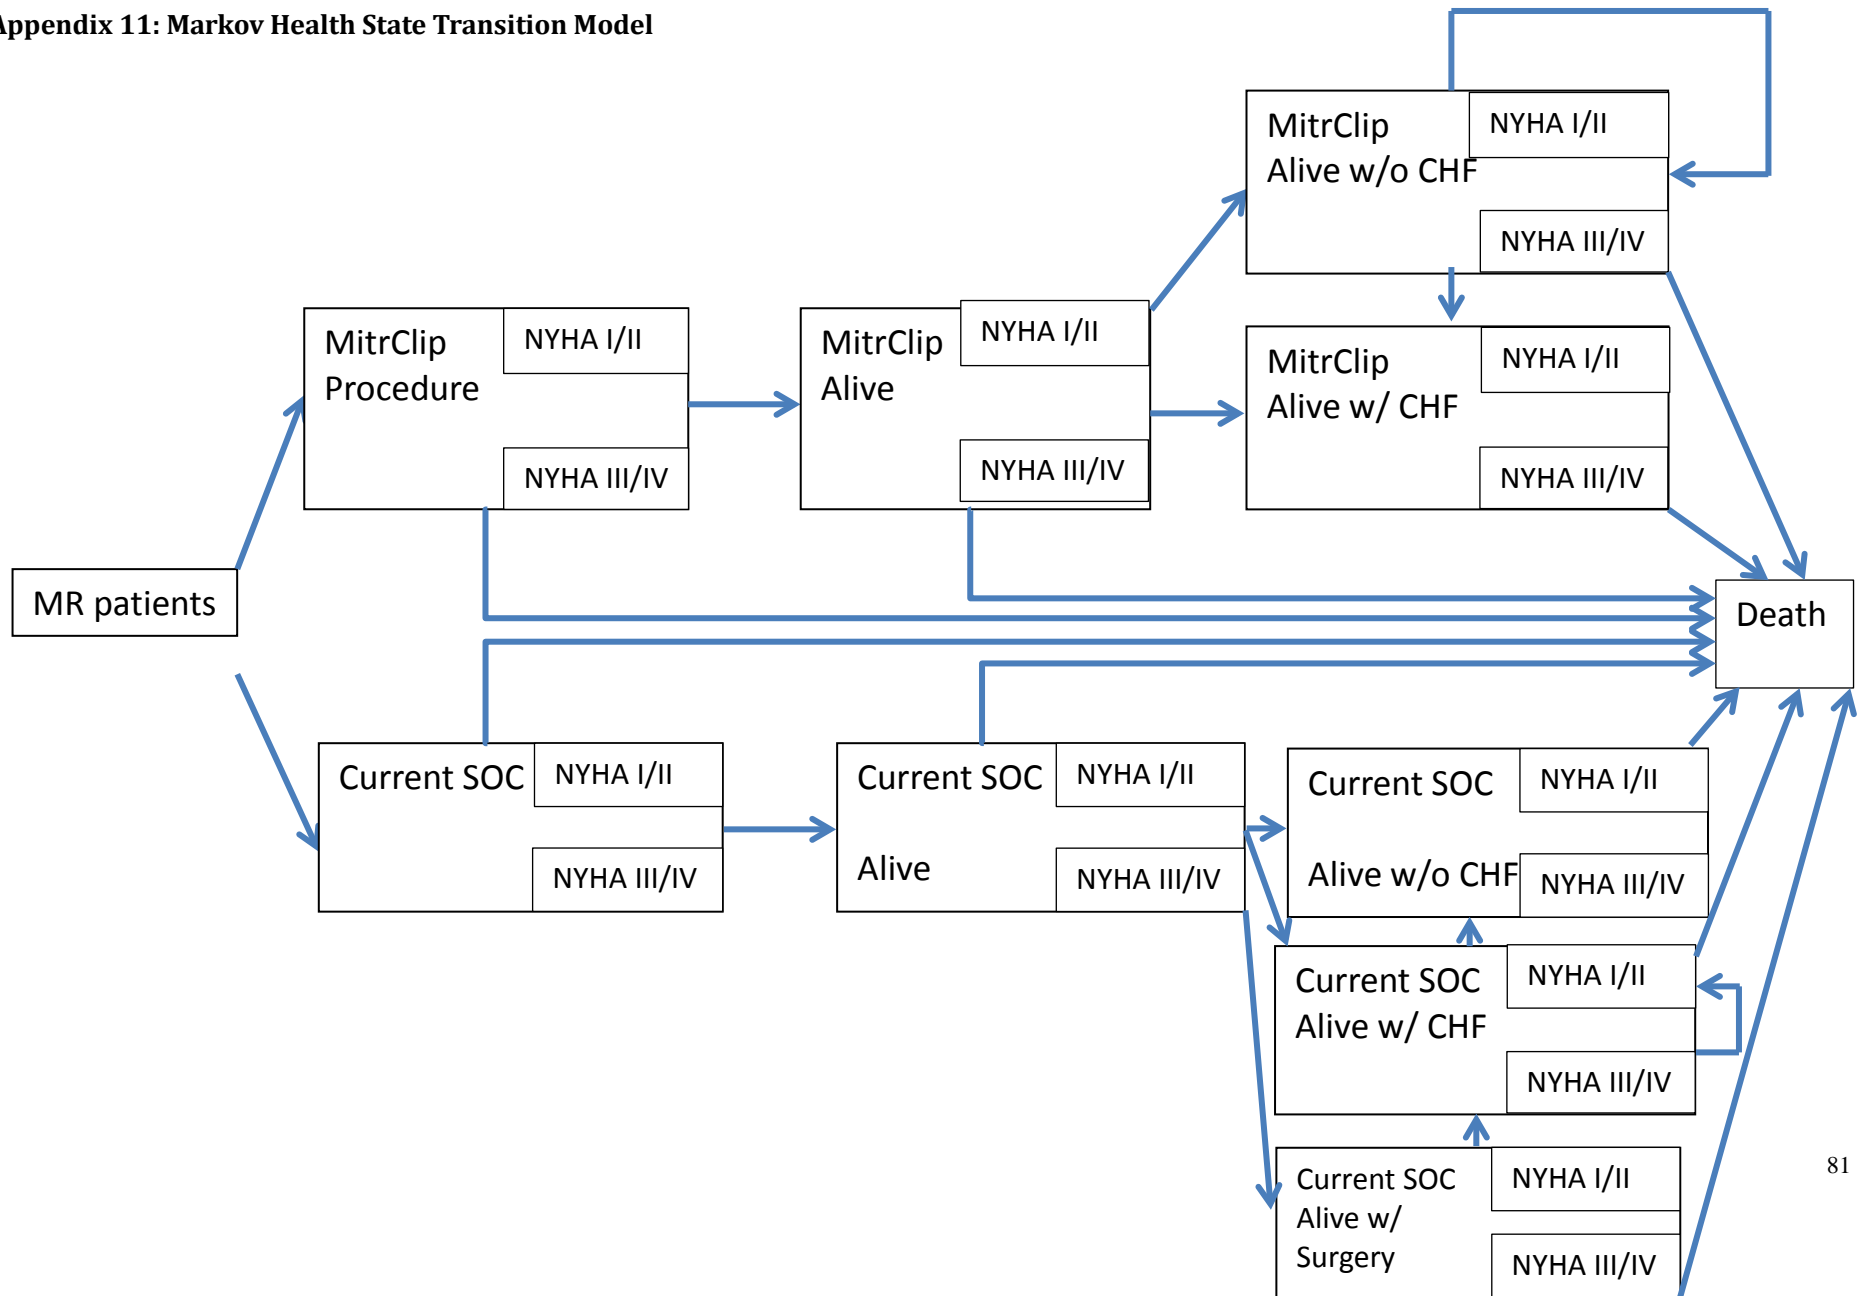 Appendix 11: Markov Health State Transition Model
MitrClip
Alive w/o CHF
NYHA I/II
NYHA III/IV
MitrClip
Procedure
NYHA I/II
NYHA III/IV
MitrClip
Alive
NYHA I/II
NYHA III/IV
MitrClip
Alive w/ CHF
NYHA I/II
NYHA III/IV
MR patients
Death
Current SOC
NYHA I/II
NYHA III/IV
Current SOC
Alive
NYHA I/II
NYHA III/IV
Current SOC
Alive w/o CHF
NYHA I/II
NYHA III/IV
Current SOC
Alive w/ CHF
NYHA I/II
NYHA III/IV
Current SOC
Alive w/
Surgery
NYHA I/II
NYHA III/IV
81